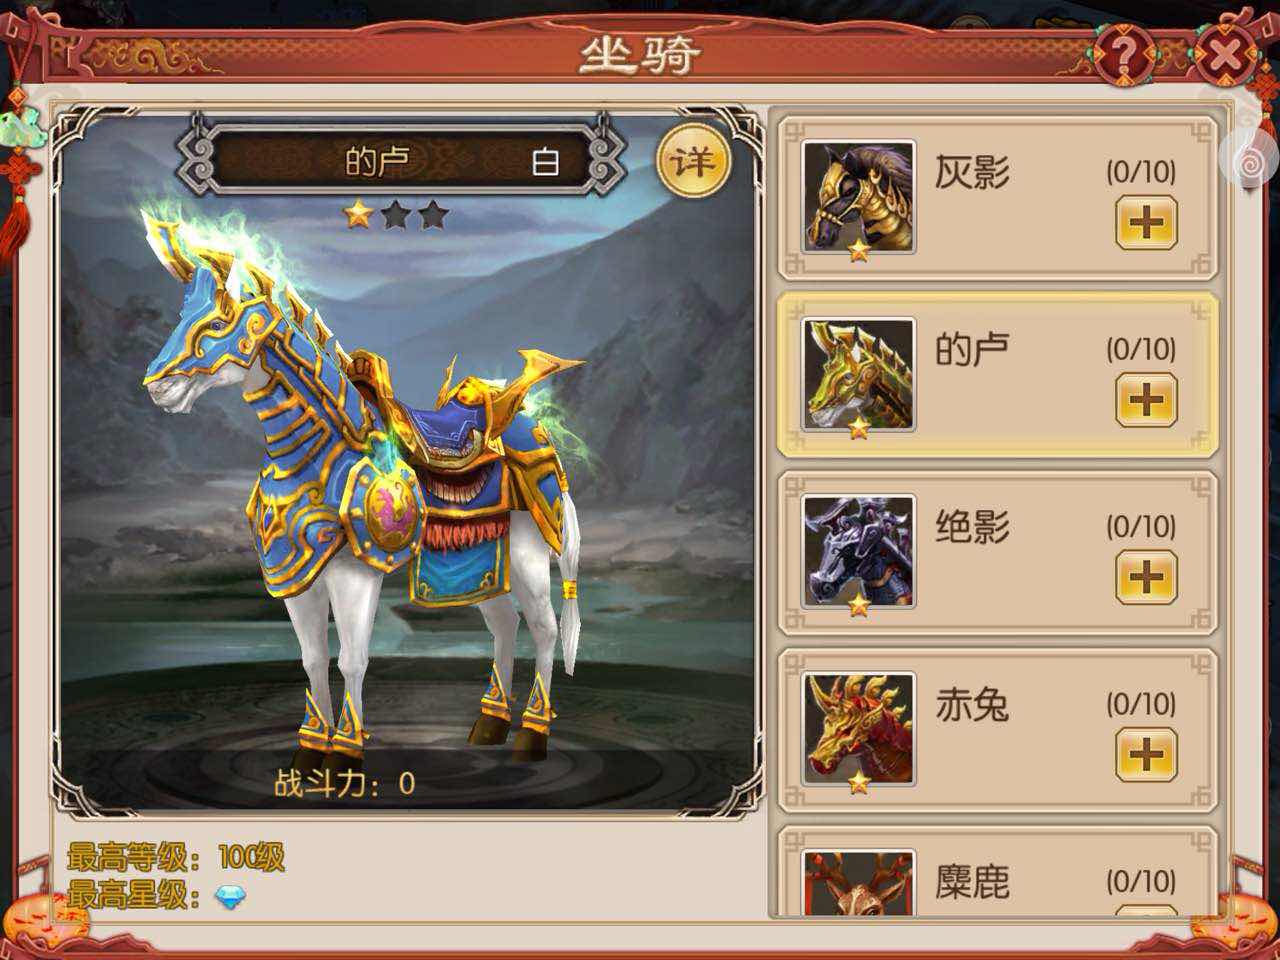 坐骑
?
的卢 白
详
战斗力：0
最高等级：100级
最高星级：
灰影 (0/10)
的卢 (0/10)
绝影 (0/10)
赤兔 (0/10)
麋鹿 (0/10)